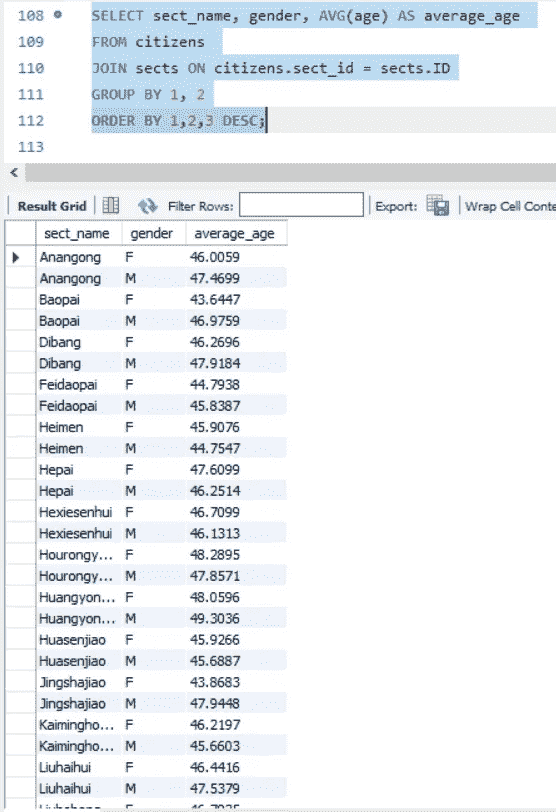 108 SELECT sect_name, gender, AVG(age) AS average_age
109 FROM citizens
110 JOIN sects ON citizens.sect_id = sects.ID
111 GROUP BY 1, 2
112 ORDER BY 1,2,3 DESC;
113
Result Grid Filter Rows: Export: Wrap Cell Conte
sect_name gender average_age
Anangong F 46.0059
Anangong M 47.4699
Baopai F 43.6447
Baopai M 46.9759
Dibang F 46.2696
Dibang M 47.9184
Feidaopai F 44.7938
Feidaopai M 45.8387
Heimen F 45.9076
Heimen M 44.7547
Hepai F 47.6099
Hepai M 46.2514
Hexiesenhui F 46.7099
Hexiesenhui M 46.1313
Hourongy... F 48.2895
Hourongy... M 47.8571
Huangyon... F 48.0596
Huangyon... M 49.3036
Huasenjiao F 45.9266
Huasenjiao M 45.6887
Jingshajiao F 43.8683
Jingshajiao M 47.9448
Kaimingho... F 46.2197
Kaimingho... M 45.6603
Liuhaihui F 46.4416
Liuhaihui M 47.5379